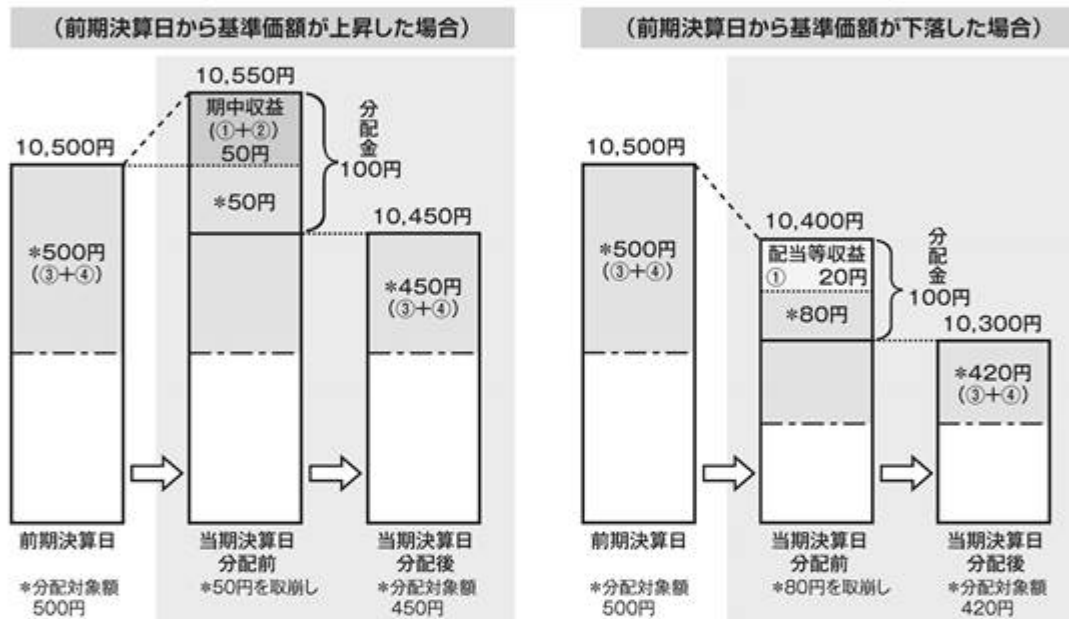 (前期決算日から基準価額が上昇した場合)
10,550円
期中収益
(①+②)
50円
*50円
分配金
100円
10,500円
*500円
(③+④)
10,450円
*450円
(③+④)
前期決算日
*分配対象額
500円
当期決算日
分配前
*50円を取崩し
当期決算日
分配後
*分配対象額
450円
(前期決算日から基準価額が下落した場合)
10,500円
*500円
(③+④)
10,400円
配当等収益
① 20円
*80円
分配金
100円
10,300円
*420円
(③+④)
前期決算日
*分配対象額
500円
当期決算日
分配前
*80円を取崩し
当期決算日
分配後
*分配対象額
420円